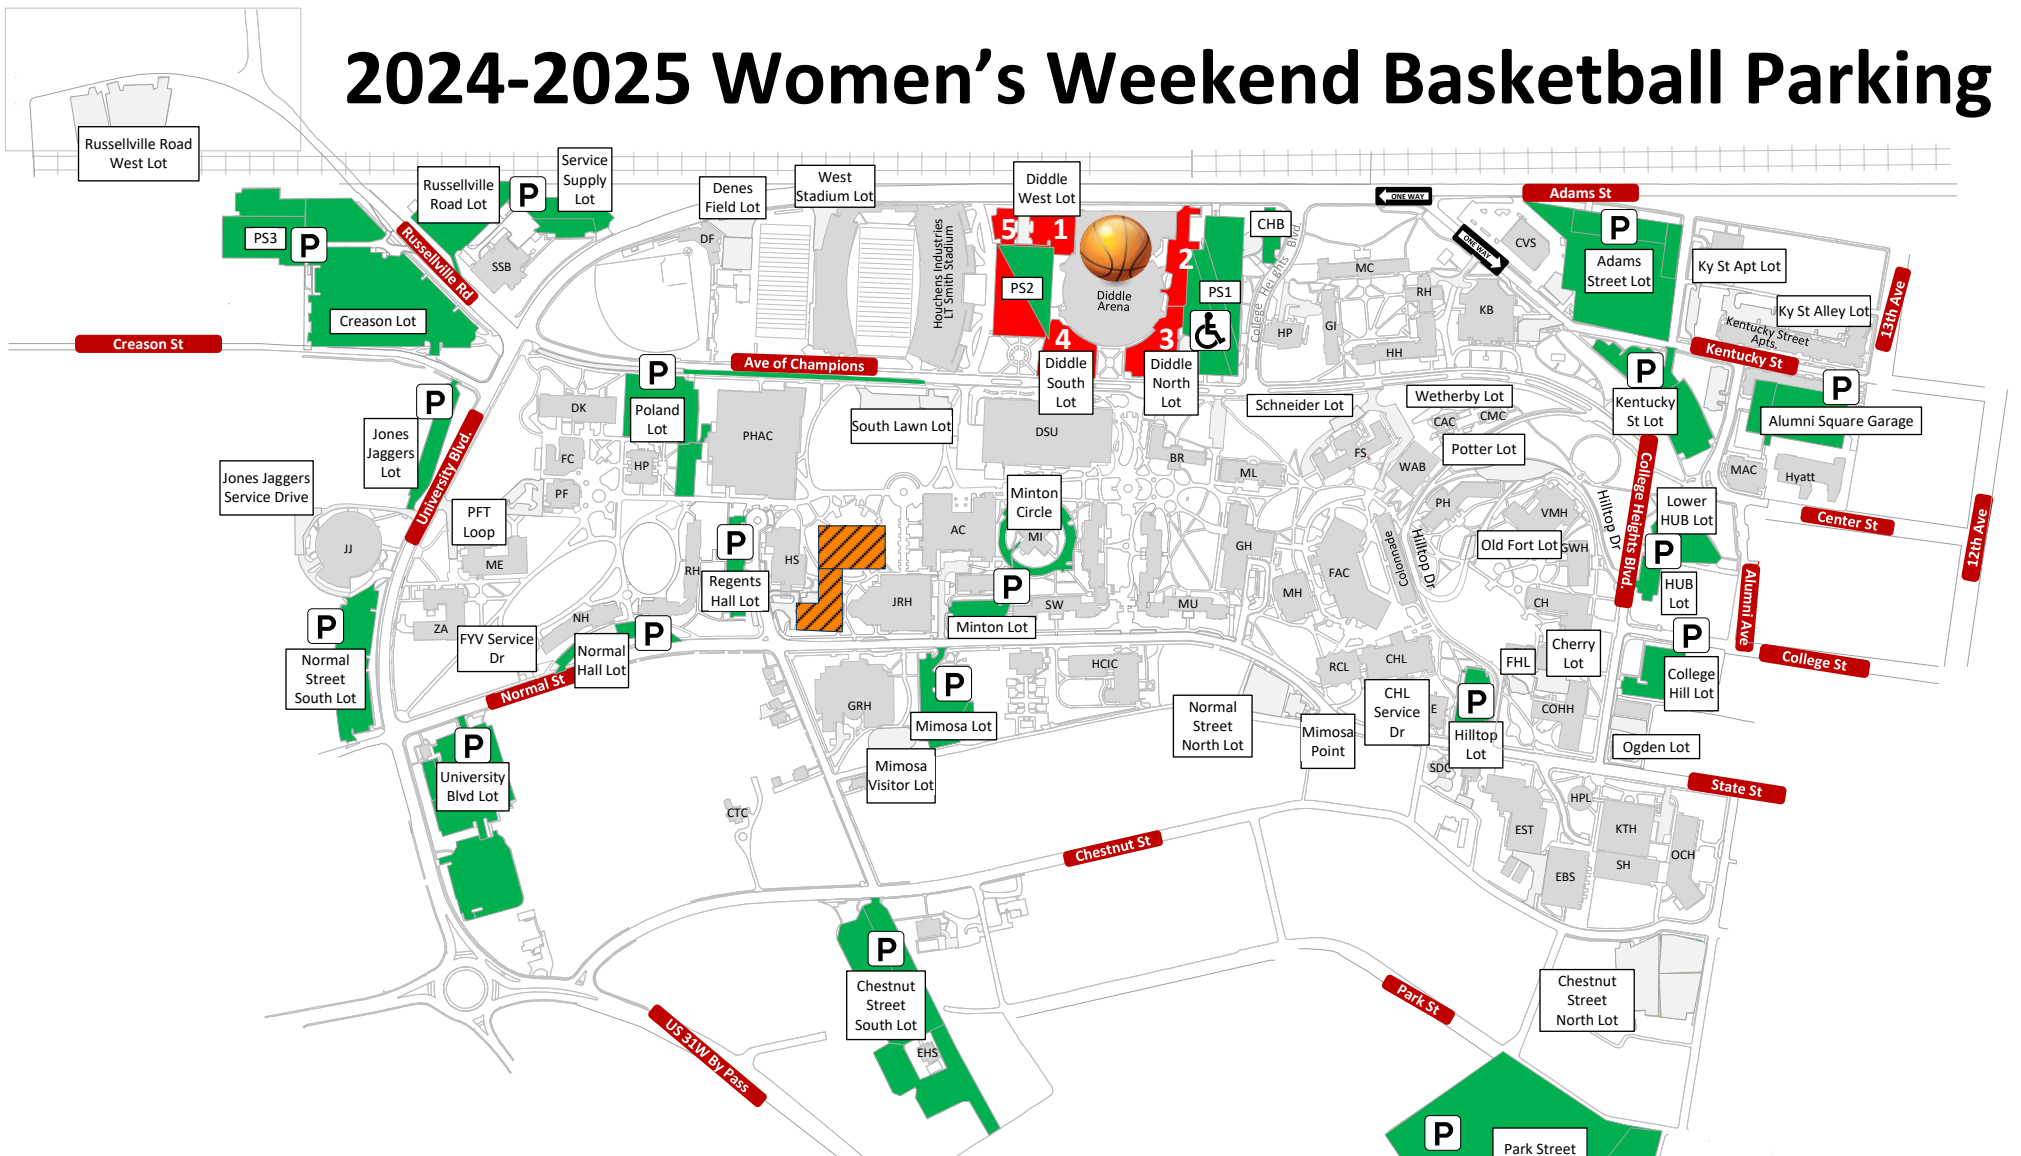 2024-2025 Women's Weekend Basketball Parking
Russellville Road
West Lot
Russellville
Road Lot
P
Service
Supply
Lot
Denes
Field Lot
West
Stadium Lot
Diddle
West Lot
ONE WAY
Adams St
PS3
P
Russellville Rd
SSB
DF
Houchens Industries
LT Smith Stadium
5
1
2
PS2
Diddle
Arena
4
3
PS1
CHB
College Heights Blvd.
ONE WAY
CVS
P
Adams
Street Lot
Ky St Apt Lot
Ky St Alley Lot
Kentucky Street
Apts.
13th Ave
MC
RH
KB
GI
HP
HH
Creason Lot
Creason St
Ave of Champions
Kentucky St
P
Jones
Jaggers
Lot
University Blvd.
DK
P
Poland
Lot
PHAC
South Lawn Lot
DSU
Diddle
South
Lot
Diddle
North
Lot
Schneider Lot
Wetherby Lot
CAC
CMC
Potter Lot
P
Kentucky
St Lot
P
Alumni Square Garage
MAC
Hyatt
Jones Jaggers
Service Drive
FC
HP
PF
PFT
Loop
BR
ML
FS
WAB
PH
VMH
Hilltop Dr
College Heights Blvd.
Lower
HUB Lot
Center St
12th Ave
JJ
ME
RH
P
Regents
Hall Lot
HS
AC
Minton
Circle
MI
P
JRH
SW
Minton Lot
MU
GH
MH
FAC
Colonnade
Hilltop Dr
Old Fort Lot
GWH
P
HUB
Lot
Alumni Ave
CH
P
Normal
Street
South Lot
ZA
FYV Service
Dr
NH
P
Normal
Hall Lot
Normal St
P
Mimosa Lot
GRH
HCIC
RCL
CHL
FHL
Cherry
Lot
P
College
Hill Lot
College St
P
University
Blvd Lot
Mimosa
Visitor Lot
Normal
Street
North Lot
Mimosa
Point
CHL
Service
Dr
E
P
Hilltop
Lot
COHH
Ogden Lot
State St
CTC
SDC
HPL
EST
KTH
SH
OCH
EBS
Chestnut St
P
Chestnut
Street
South Lot
EHS
US 31W By Pass
Park St
Chestnut
Street
North Lot
P
Park Street